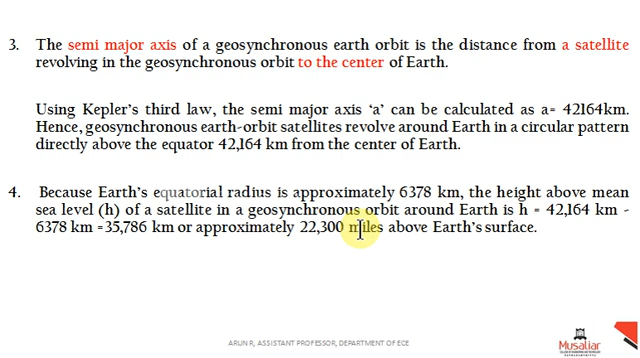 3. The semi major axis of a geosynchronous earth orbit is the distance from a satellite
revolving in the geosynchronous orbit to the center of Earth.
Using Kepler's third law, the semi major axis 'a' can be calculated as a= 42164km.
Hence, geosynchronous earth-orbit satellites revolve around Earth in a circular pattern
directly above the equator 42,164 km from the center of Earth.
4. Because Earth's equatorial radius is approximately 6378 km, the height above mean
sea level (h) of a satellite in a geosynchronous orbit around Earth is h = 42,164 km -
6378 km =35,786 km or approximately 22,300 miles above Earth's surface.
ARUN R, ASSISTANT PROFESSOR, DEPARTMENT OF ECE
Musaliar